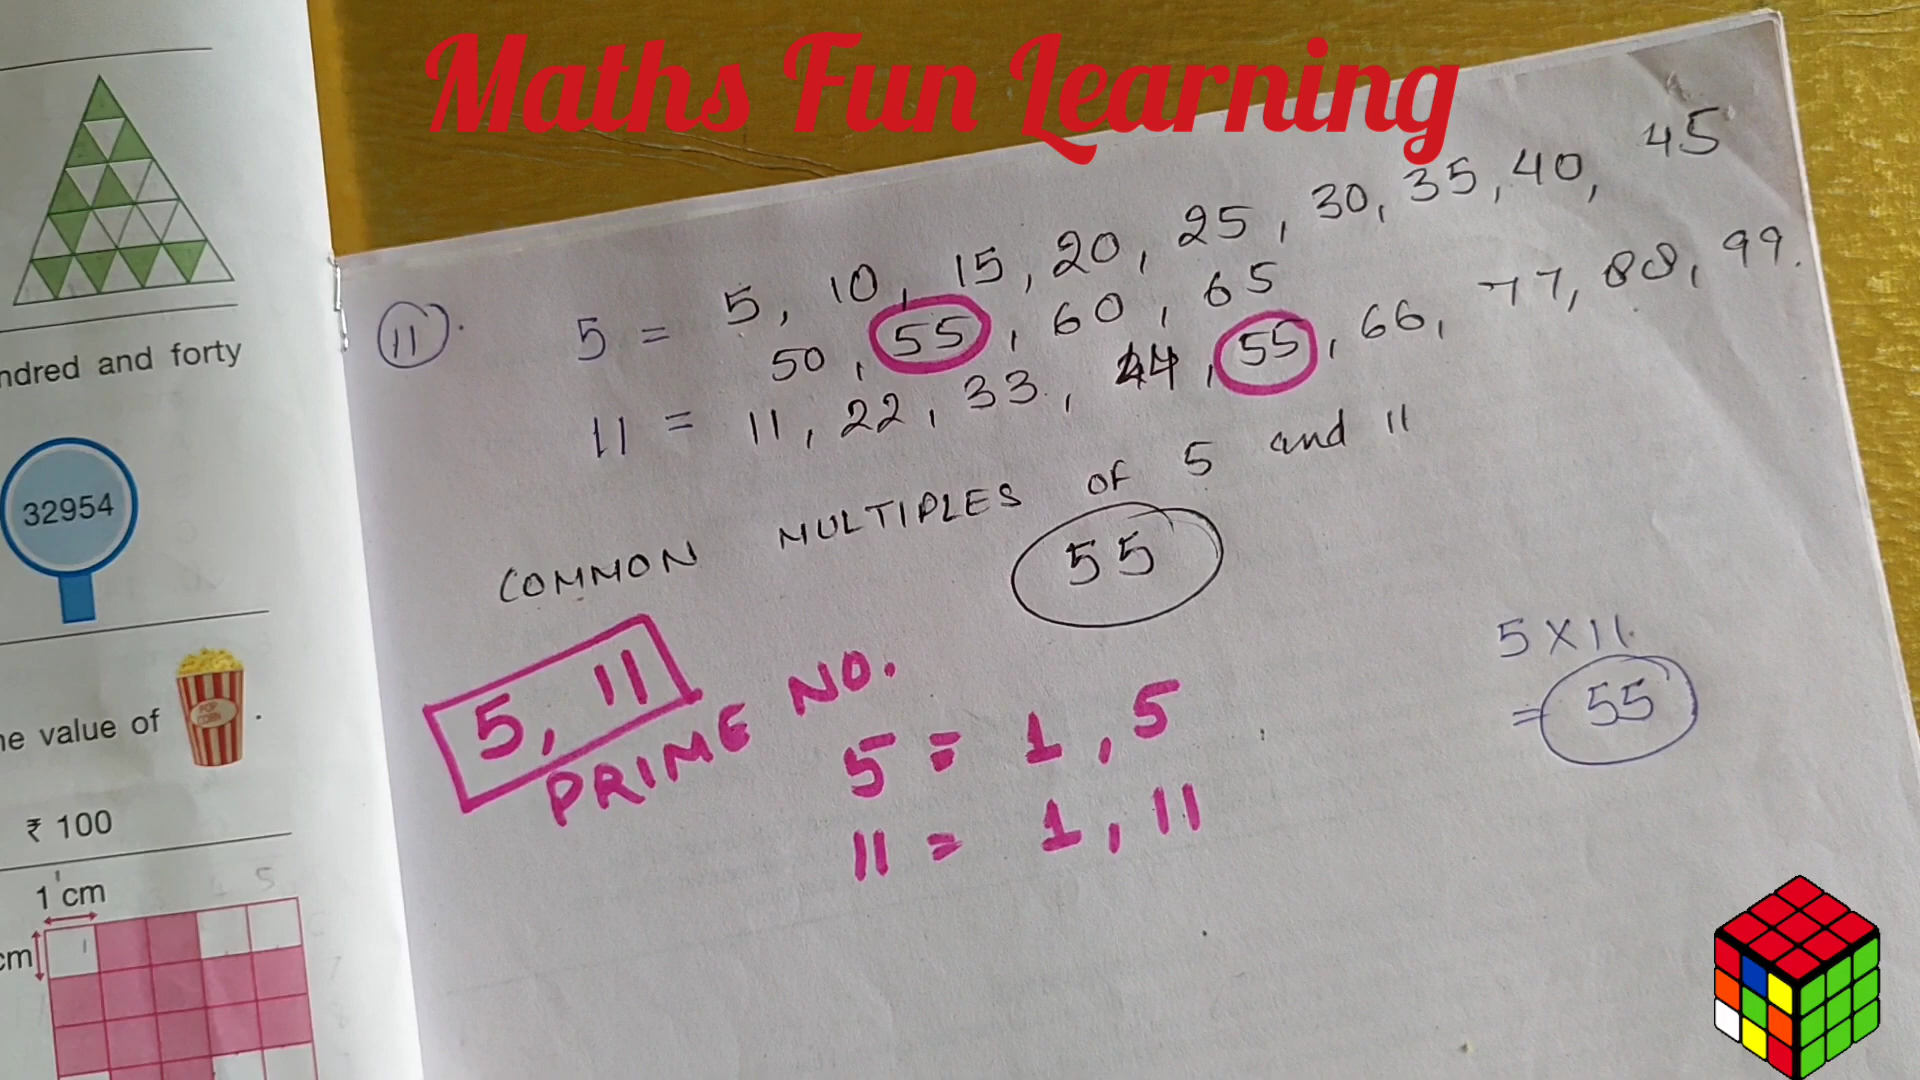 Maths Fun Learning
11.
5 = 5, 10, 15, 20, 25, 30, 35, 40, 45
50, 55, 60, 65
11 = 11, 22, 33, 44, 55, 66, 77, 88, 99.
COMMON MULTIPLES OF 5 and 11
55
5 X 11
= 55
5, 11
PRIME NO.
5 = 1, 5
11 = 1, 11
and forty
32954
value of
POP CORN
.
₹ 100
1 cm
cm
5